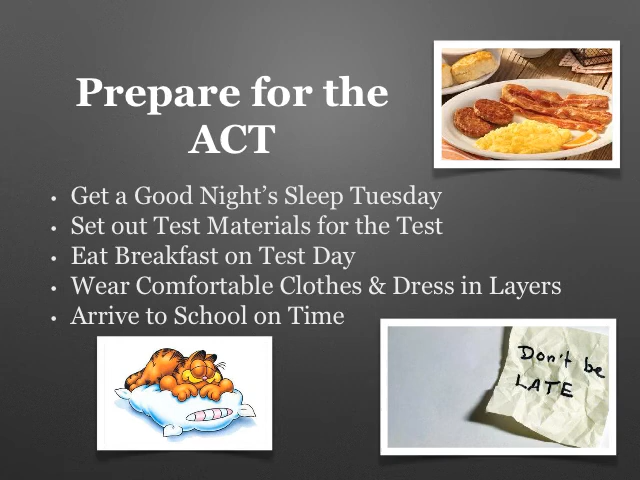 Prepare for the
ACT
• Get a Good Night's Sleep Tuesday
• Set out Test Materials for the Test
• Eat Breakfast on Test Day
• Wear Comfortable Clothes & Dress in Layers
• Arrive to School on Time
Don't be
LATE